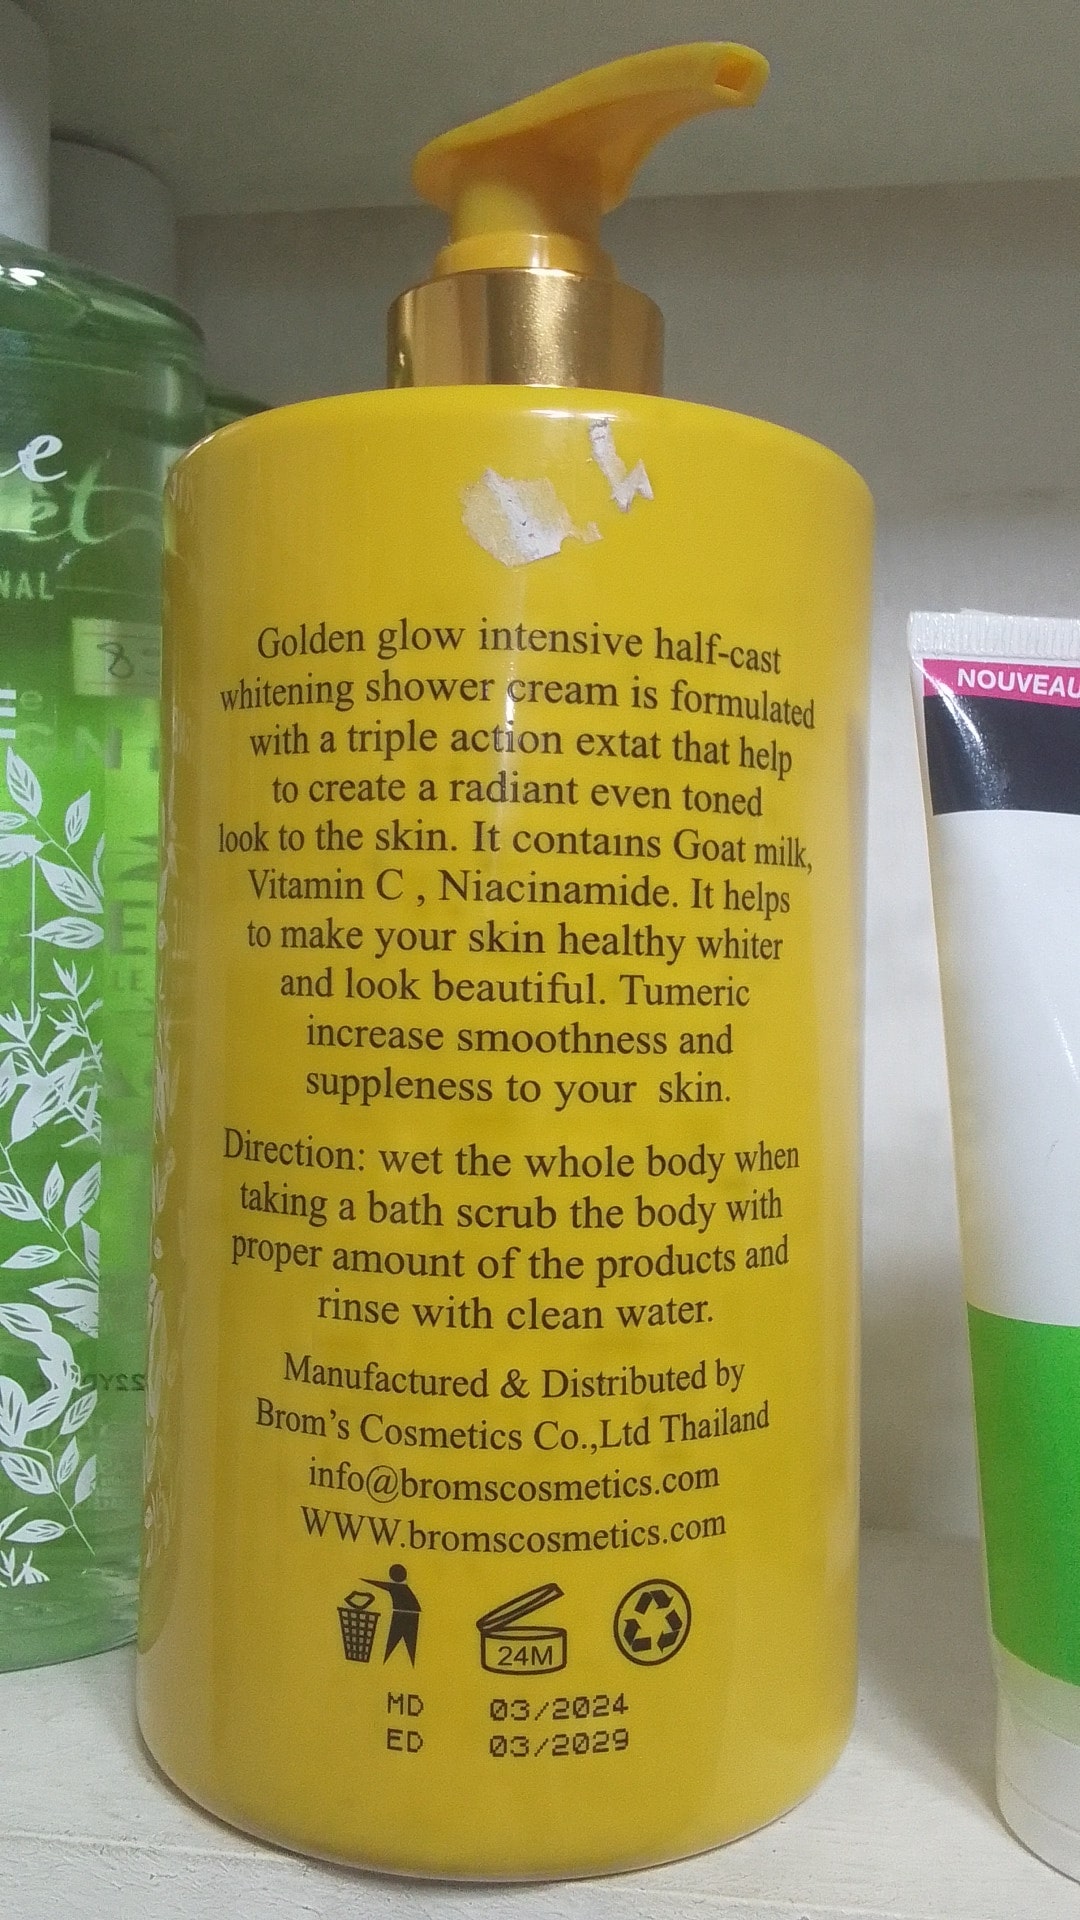 Golden glow intensive half-cast
whitening shower cream is formulated
with a triple action extat that help
to create a radiant even toned
look to the skin. It contains Goat milk,
Vitamin C , Niacinamide. It helps
to make your skin healthy whiter
and look beautiful. Tumeric
increase smoothness and
suppleness to your skin.
Direction: wet the whole body when
taking a bath scrub the body with
proper amount of the products and
rinse with clean water.
Manufactured & Distributed by
Brom's Cosmetics Co.,Ltd Thailand
info@bromscosmetics.com
WWW.bromscosmetics.com
24M
MD 03/2024
ED 03/2029
NOUVEAU